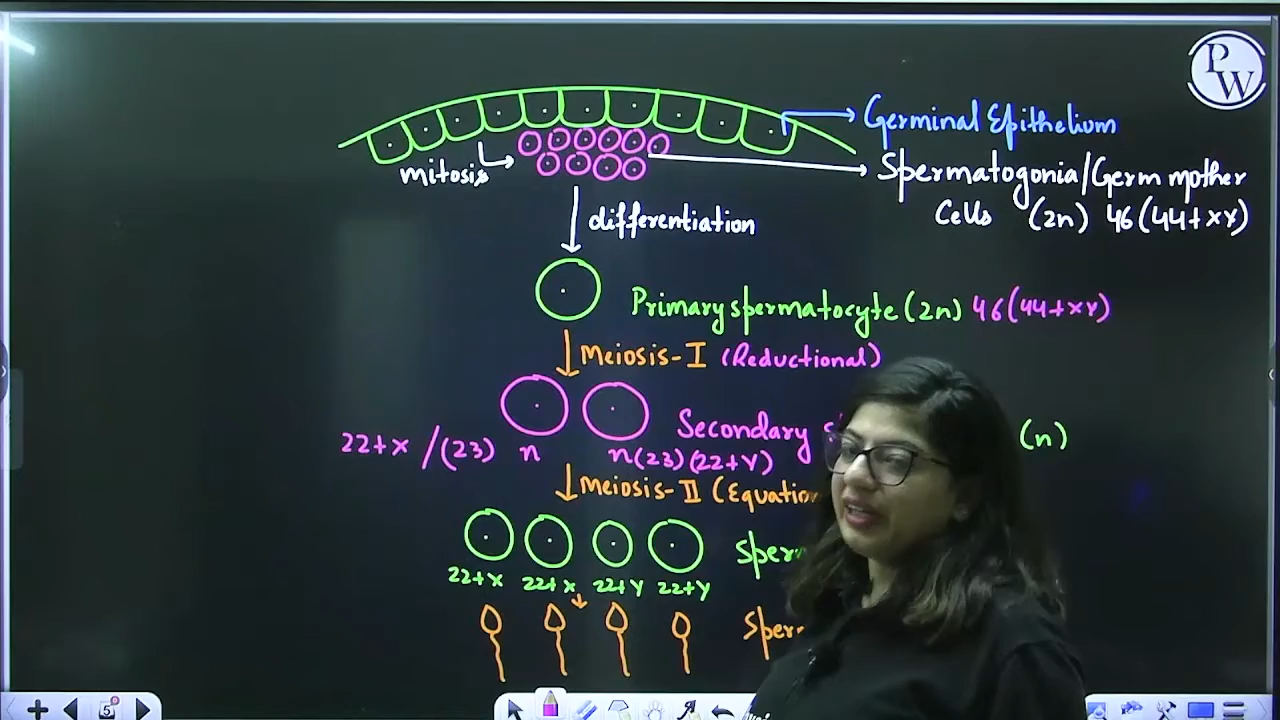 PW
Germinal Epithelium
mitosis
Spermatogonia/Germ mother
Cells (2n) 46(44+XY)
differentiation
Primary spermatocyte (2n) 46(44+XY)
Meiosis-I (Reductional)
Secondary (n)
22+X /(23) n n(23)(22+Y)
Meiosis-II
22+X 22+X 22+Y 22+Y
5